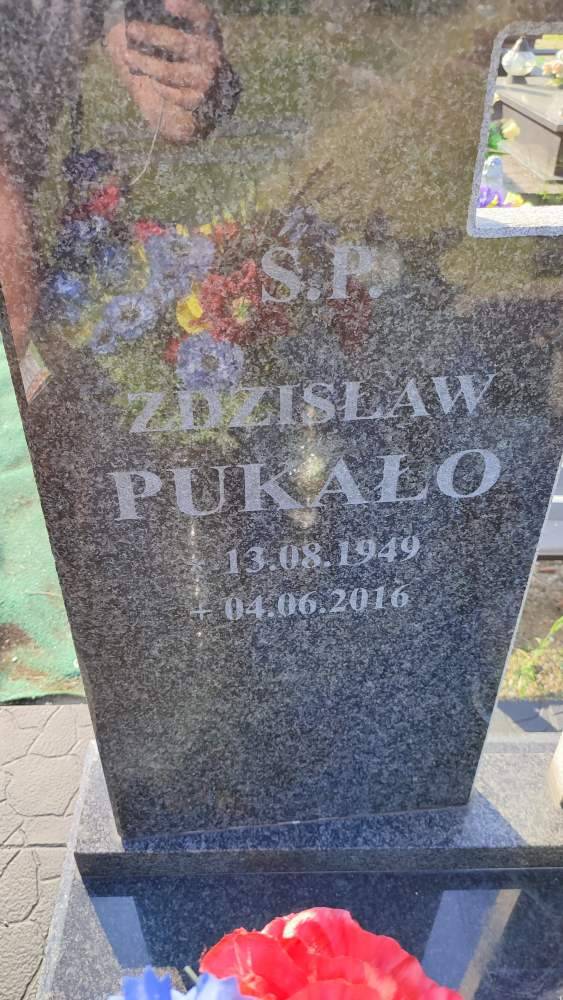 Ś.P.
ZDZISŁAW
PUKAŁO
* 13.08.1949
+ 04.06.2016